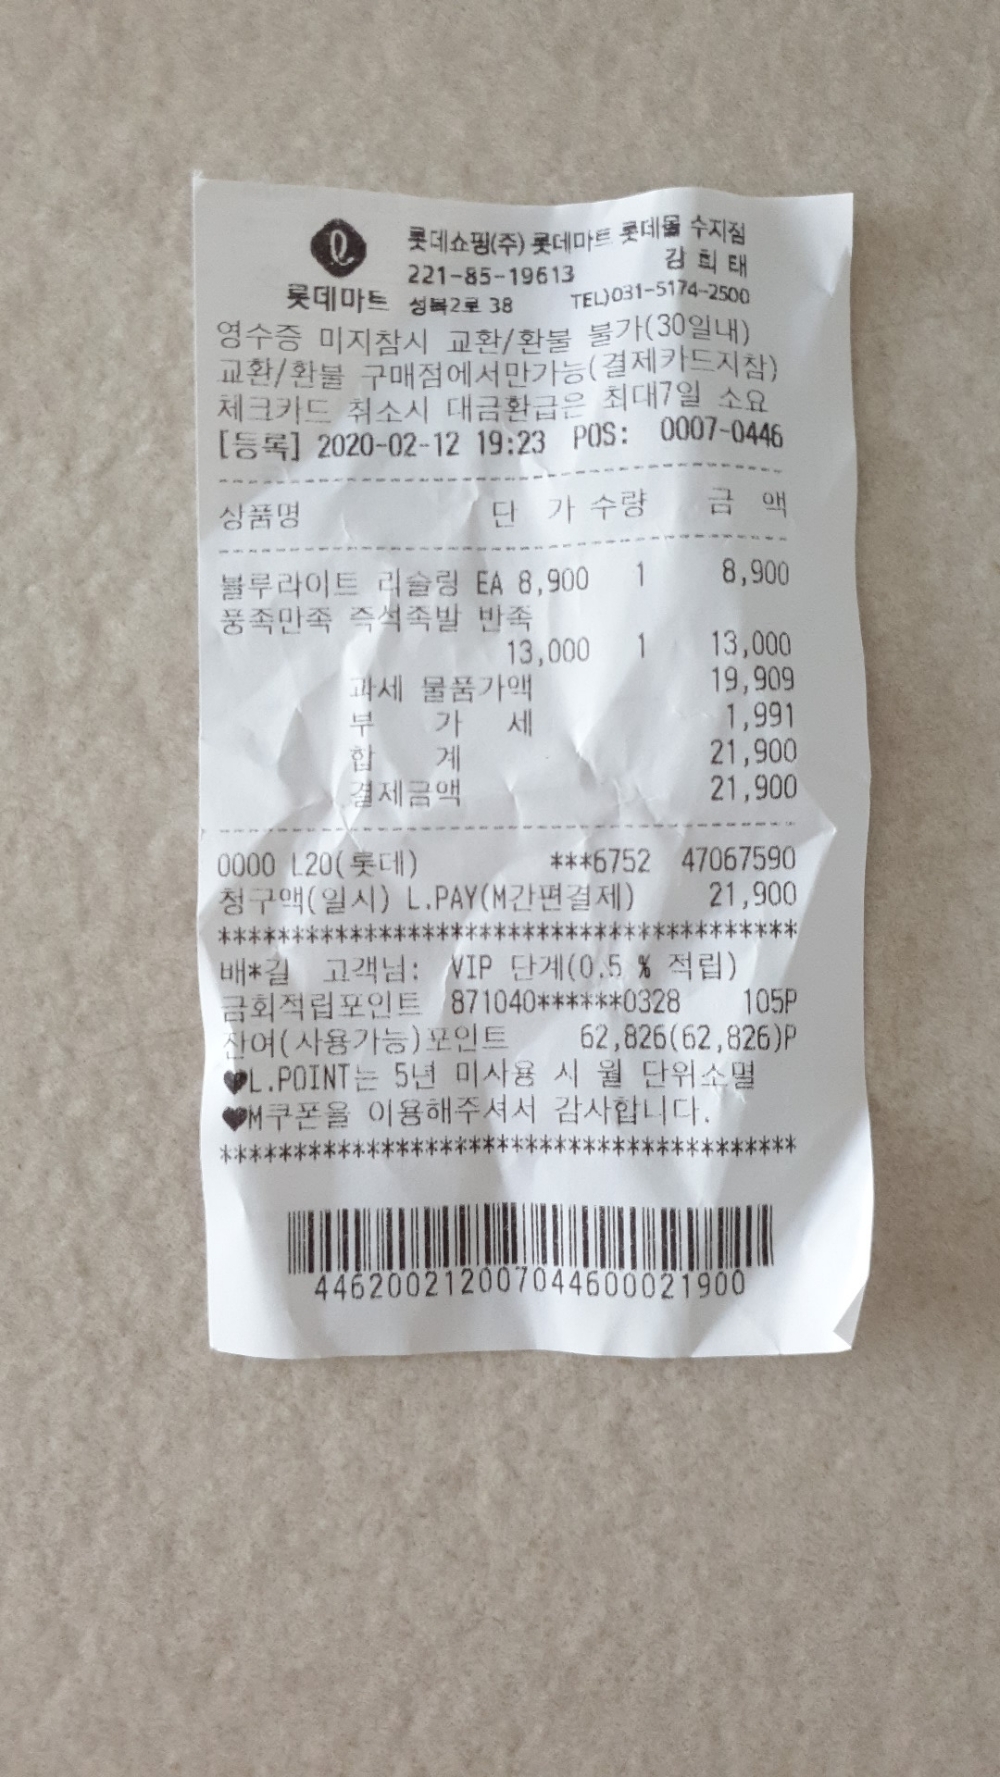 롯데쇼핑(주) 롯데마트 롯데몰 수지점
221-85-19613 강 희 태
롯데마트 성복2로 38 TEL)031-5174-2500
영수증 미지참시 교환/환불 불가(30일내)
교환/환불 구매점에서만가능(결제카드지참)
체크카드 취소시 대금환급은 최대7일 소요
[등록] 2020-02-12 19:23 POS: 0007-0446
상품명 단 가 수량 금 액
블루라이트 리슬링 EA 8,900 1 8,900
풍족만족 즉석족발 반족
13,000 1 13,000
과세 물품가액 19,909
부 가 세 1,991
합 계 21,900
결제금액 21,900
0000 L20(롯데) ***6752 47067590
청구액(일시) L.PAY(M간편결제) 21,900
***************************************
배*길 고객님: VIP 단계(0.5 % 적립)
금회적립포인트 871040******0328 105P
잔여(사용가능)포인트 62,826(62,826)P
♥L.POINT는 5년 미사용 시 월 단위소멸
♥M쿠폰을 이용해주셔서 감사합니다.
***************************************
446200212007044600021900